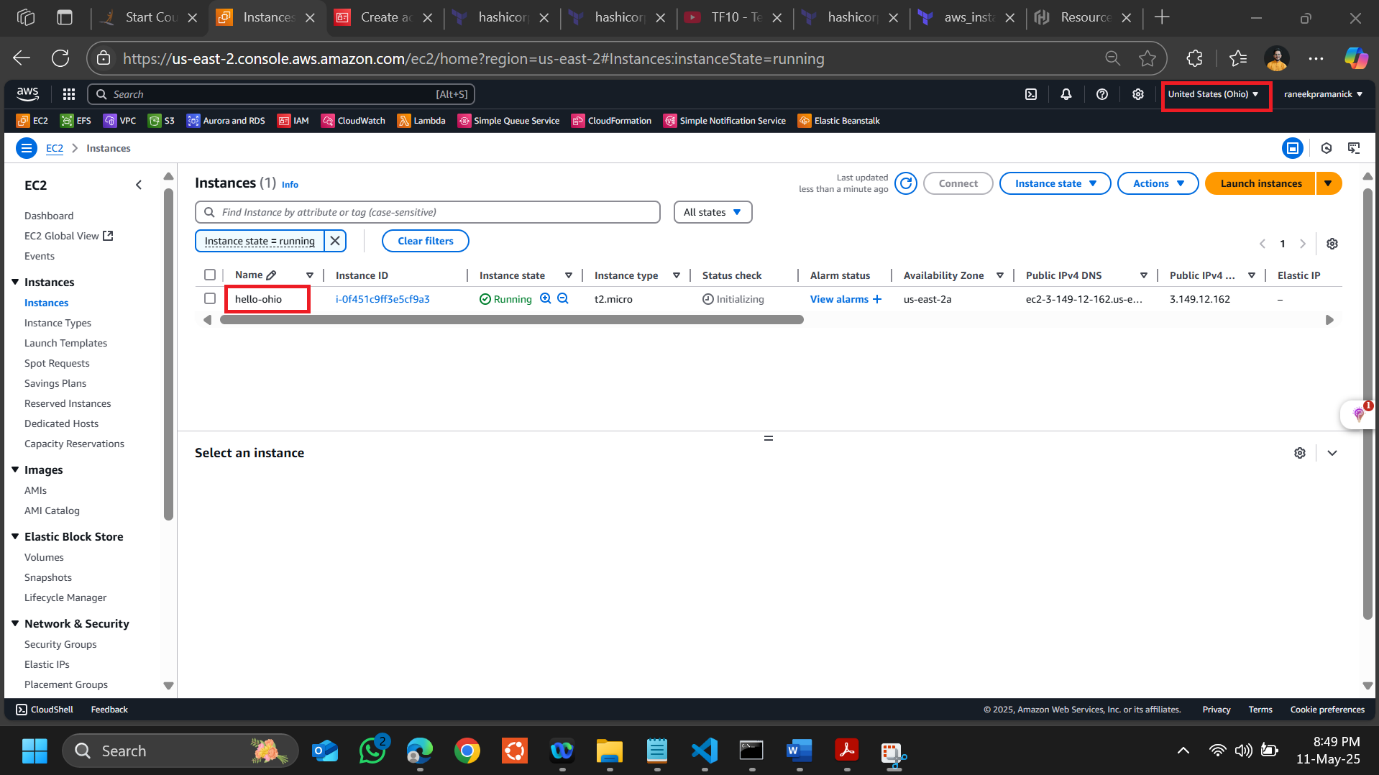 Start Cou
Instances
Create ac
hashicorp
hashicorp
TF10 - Te
hashicorp
aws_inst
Resource
https://us-east-2.console.aws.amazon.com/ec2/home?region=us-east-2#Instances:instanceState=running
aws
Search
[Alt+S]
United States (Ohio)
raneekpramanick
EC2
EFS
VPC
S3
Aurora and RDS
IAM
CloudWatch
Lambda
Simple Queue Service
CloudFormation
Simple Notification Service
Elastic Beanstalk
EC2
Instances
EC2
Dashboard
EC2 Global View
Events
Instances
Instances
Instance Types
Launch Templates
Spot Requests
Savings Plans
Reserved Instances
Dedicated Hosts
Capacity Reservations
Images
AMIs
AMI Catalog
Elastic Block Store
Volumes
Snapshots
Lifecycle Manager
Network & Security
Security Groups
Elastic IPs
Placement Groups
Instances (1) Info
Last updated
less than a minute ago
Connect
Instance state
Actions
Launch instances
Find Instance by attribute or tag (case-sensitive)
All states
Instance state = running
Clear filters
1
Name
Instance ID
Instance state
Instance type
Status check
Alarm status
Availability Zone
Public IPv4 DNS
Public IPv4 ...
Elastic IP
hello-ohio
i-0f451c9ff3e5cf9a3
Running
t2.micro
Initializing
View alarms +
us-east-2a
ec2-3-149-12-162.us-e...
3.149.12.162
–
1
Select an instance
CloudShell
Feedback
© 2025, Amazon Web Services, Inc. or its affiliates.
Privacy
Terms
Cookie preferences
Search
2
8:49 PM
11-May-25